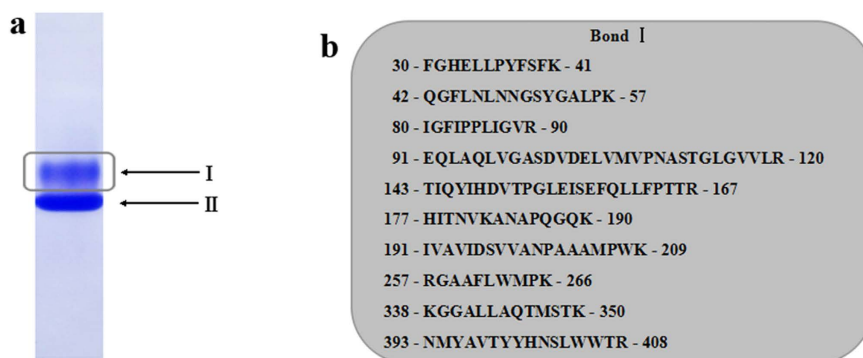 a
I
II
b
Bond I
30 - FGHELLPYFSFK - 41
42 - QGFLNLNNGSYGALPK - 57
80 - IGFIPPLIGVR - 90
91 - EQLAQLVGASDVDELVMVPNASTGLGVVLR - 120
143 - TIQYIHDVTPGLEISEFQLLFPTTR - 167
177 - HITNVKANAPQGQK - 190
191 - IVAVIDSVVANPAAAMPWK - 209
257 - RGAAFLWMPK - 266
338 - KGGALLAQTMSTK - 350
393 - NMYAVTYYHNSLWWTR - 408